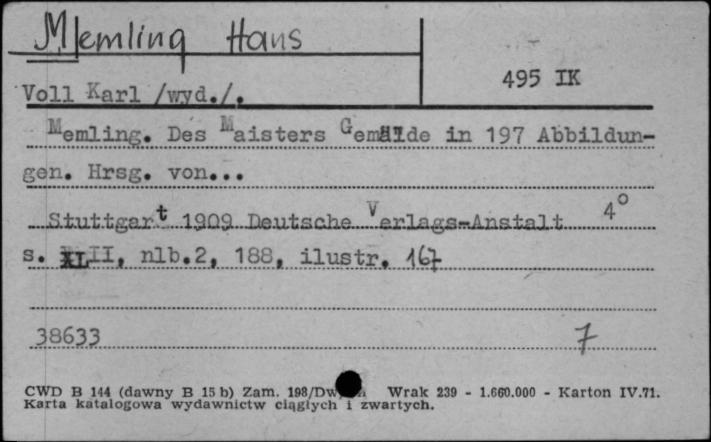 Memling Hans
495 IK
Voll Karl /wyd./.
Memling. Des Maisters Gemälde in 197 Abbildun-
gen. Hrsg. von...
Stuttgart 1909 Deutsche Verlags-Anstalt 4°
s. XLII, nlb.2, 188, ilustr. 167
38633 7
CWD B 144 (dawny B 15 b) Zam. 198/Dw Wrak 239 - 1.660.000 - Karton IV.71.
Karta katalogowa wydawnictw ciągłych i zwartych.